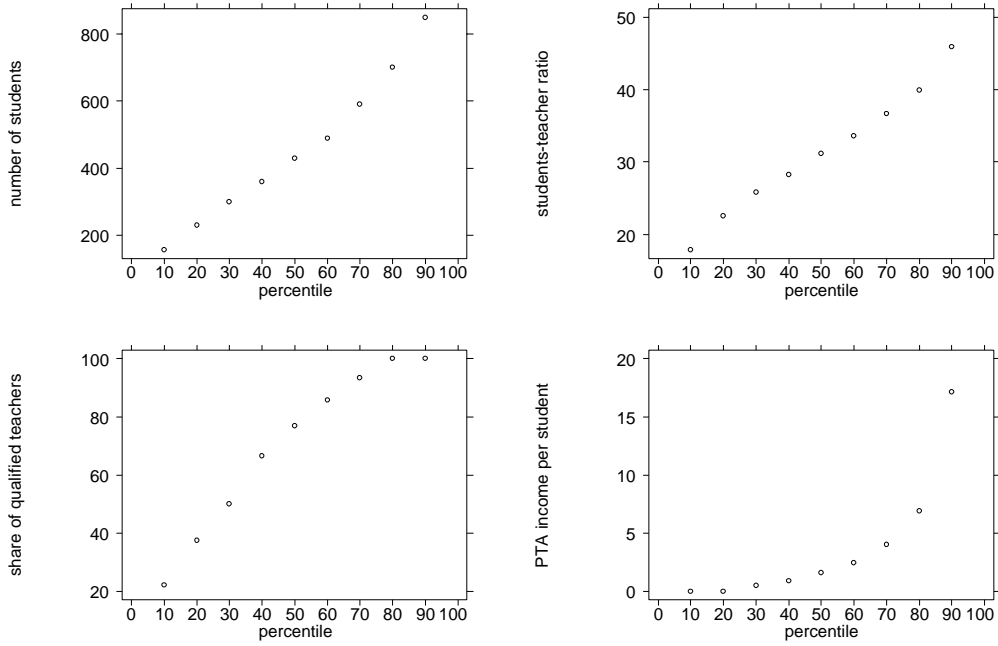 number of students
800
600
400
200
0 10 20 30 40 50 60 70 80 90 100
percentile
students-teacher ratio
50
40
30
20
0 10 20 30 40 50 60 70 80 90 100
percentile
share of qualified teachers
100
80
60
40
20
0 10 20 30 40 50 60 70 80 90 100
percentile
PTA income per student
20
15
10
5
0
0 10 20 30 40 50 60 70 80 90 100
percentile